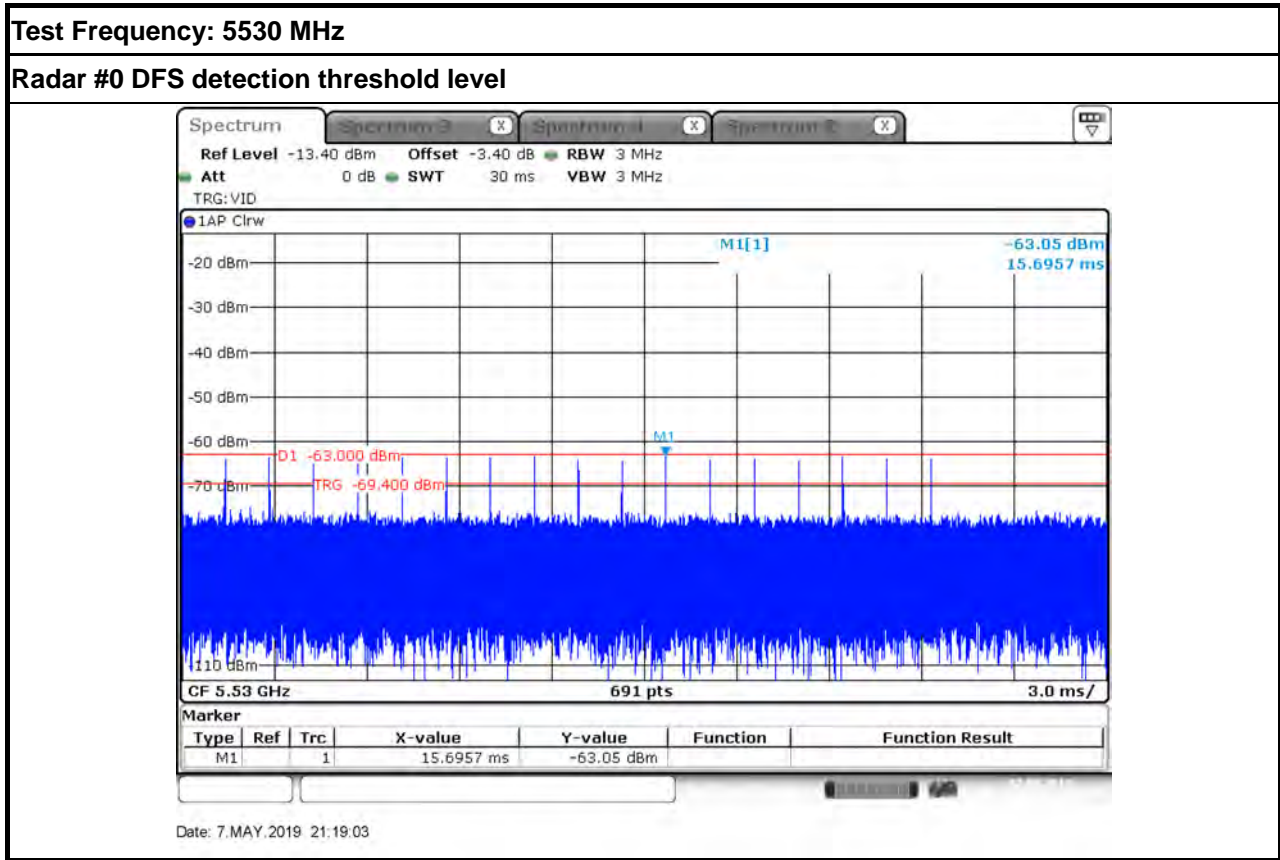 Test Frequency: 5530 MHz
Radar #0 DFS detection threshold level
Spectrum Spectrum 3 X X X
Ref Level -13.40 dBm Offset -3.40 dB RBW 3 MHz
Att 0 dB SWT 30 ms VBW 3 MHz
TRG:VID
1AP Clrw
M1[1] -63.05 dBm
15.6957 ms
-20 dBm
-30 dBm
-40 dBm
-50 dBm
-60 dBm
M1
D1 -63.000 dBm
-70 dBm
TRG -69.400 dBm
-110 dBm
CF 5.53 GHz 691 pts 3.0 ms/
Marker
Type Ref Trc X-value Y-value Function Function Result
M1 1 15.6957 ms -63.05 dBm
Date: 7.MAY.2019 21:19:03